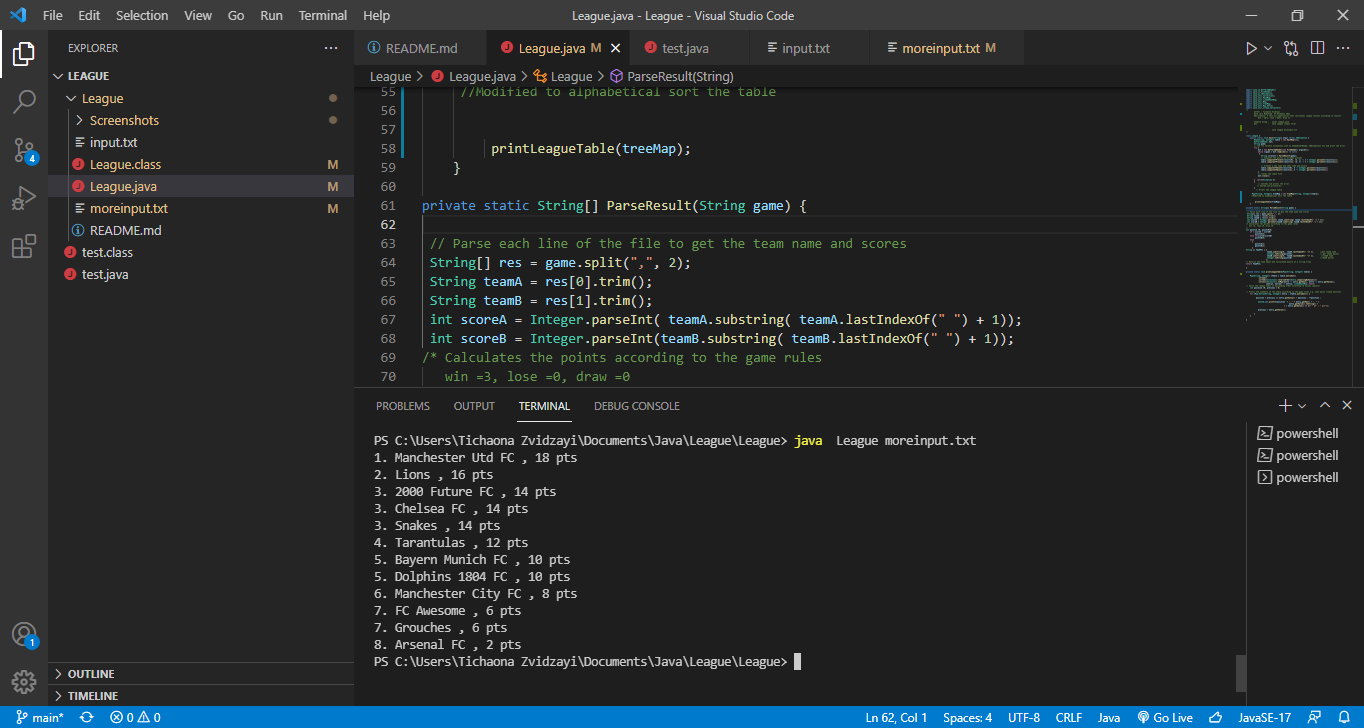 File Edit Selection View Go Run Terminal Help League.java - League - Visual Studio Code
EXPLORER
LEAGUE
League
Screenshots
input.txt
League.class M
League.java M
moreinput.txt M
README.md
test.class
test.java
OUTLINE
TIMELINE
4
1
README.md League.java M test.java input.txt moreinput.txt M
League > League.java > League > ParseResult(String)
55 //Modified to alphabetical sort the table
56
57
58 printLeagueTable(treeMap);
59 }
60
61 private static String[] ParseResult(String game) {
62
63 // Parse each line of the file to get the team name and scores
64 String[] res = game.split(",", 2);
65 String teamA = res[0].trim();
66 String teamB = res[1].trim();
67 int scoreA = Integer.parseInt( teamA.substring( teamA.lastIndexOf(" ") + 1));
68 int scoreB = Integer.parseInt(teamB.substring( teamB.lastIndexOf(" ") + 1));
69 /* Calculates the points according to the game rules
70 win =3, lose =0, draw =0
PROBLEMS OUTPUT TERMINAL DEBUG CONSOLE
PS C:\Users\Tichaona Zvidzayi\Documents\Java\League\League> java  League moreinput.txt
1. Manchester Utd FC , 18 pts
2. Lions , 16 pts
3. 2000 Future FC , 14 pts
3. Chelsea FC , 14 pts
3. Snakes , 14 pts
4. Tarantulas , 12 pts
5. Bayern Munich FC , 10 pts
5. Dolphins 1804 FC , 10 pts
6. Manchester City FC , 8 pts
7. FC Awesome , 6 pts
7. Grouches , 6 pts
8. Arsenal FC , 2 pts
PS C:\Users\Tichaona Zvidzayi\Documents\Java\League\League>
powershell
powershell
powershell
main* 0 0 Ln 62, Col 1 Spaces: 4 UTF-8 CRLF Java Go Live JavaSE-17